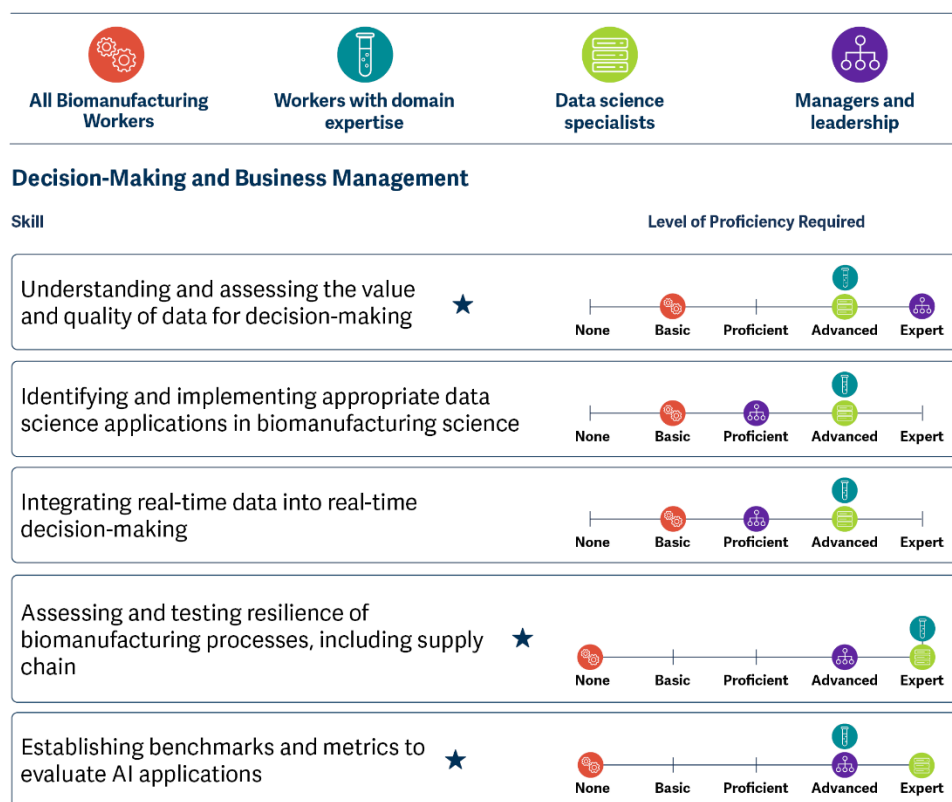 All Biomanufacturing
Workers
Workers with domain
expertise
Data science
specialists
Managers and
leadership
Decision-Making and Business Management
Skill
Level of Proficiency Required
Understanding and assessing the value
and quality of data for decision-making
None Basic Proficient Advanced Expert
Identifying and implementing appropriate data
science applications in biomanufacturing science
None Basic Proficient Advanced Expert
Integrating real-time data into real-time
decision-making
None Basic Proficient Advanced Expert
Assessing and testing resilience of
biomanufacturing processes, including supply
chain
None Basic Proficient Advanced Expert
Establishing benchmarks and metrics to
evaluate AI applications
None Basic Proficient Advanced Expert